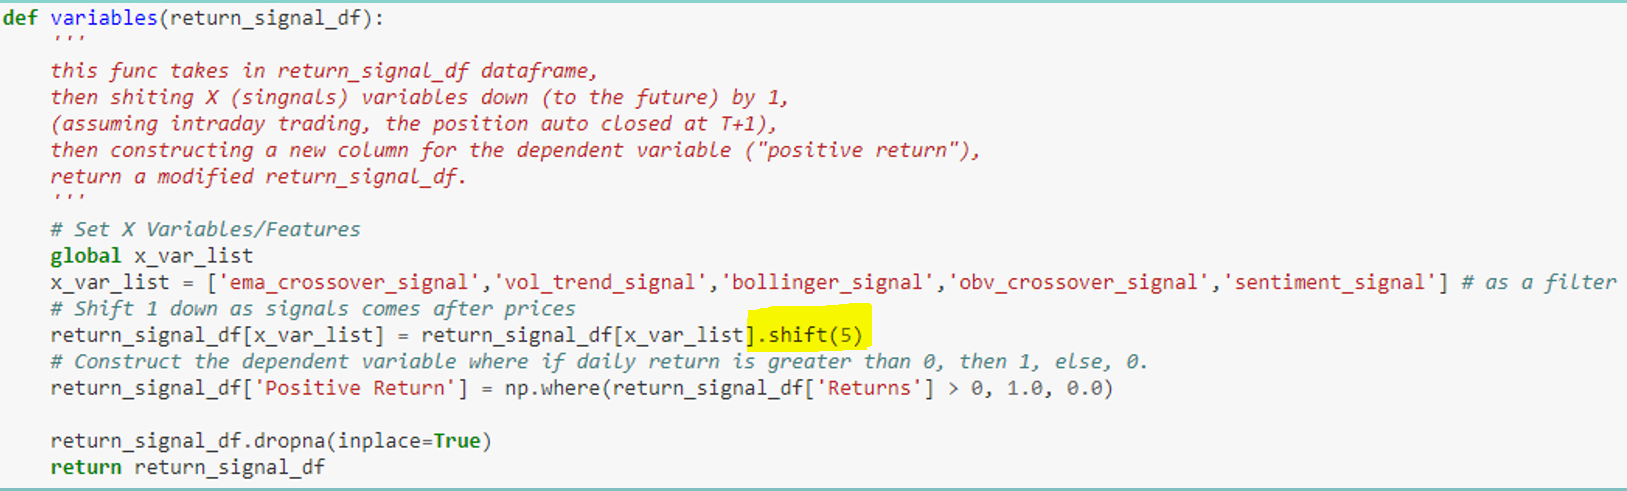 def variables(return_signal_df):
'''
this func takes in return_signal_df dataframe,
then shiting X (singnals) variables down (to the future) by 1,
(assuming intraday trading, the position auto closed at T+1),
then constructing a new column for the dependent variable ("positive return"),
return a modified return_signal_df.
'''
# Set X Variables/Features
global x_var_list
x_var_list = ['ema_crossover_signal','vol_trend_signal','bollinger_signal','obv_crossover_signal','sentiment_signal'] # as a filter
# Shift 1 down as signals comes after prices
return_signal_df[x_var_list] = return_signal_df[x_var_list].shift(5)
# Construct the dependent variable where if daily return is greater than 0, then 1, else, 0.
return_signal_df['Positive Return'] = np.where(return_signal_df['Returns'] > 0, 1.0, 0.0)
return_signal_df.dropna(inplace=True)
return return_signal_df